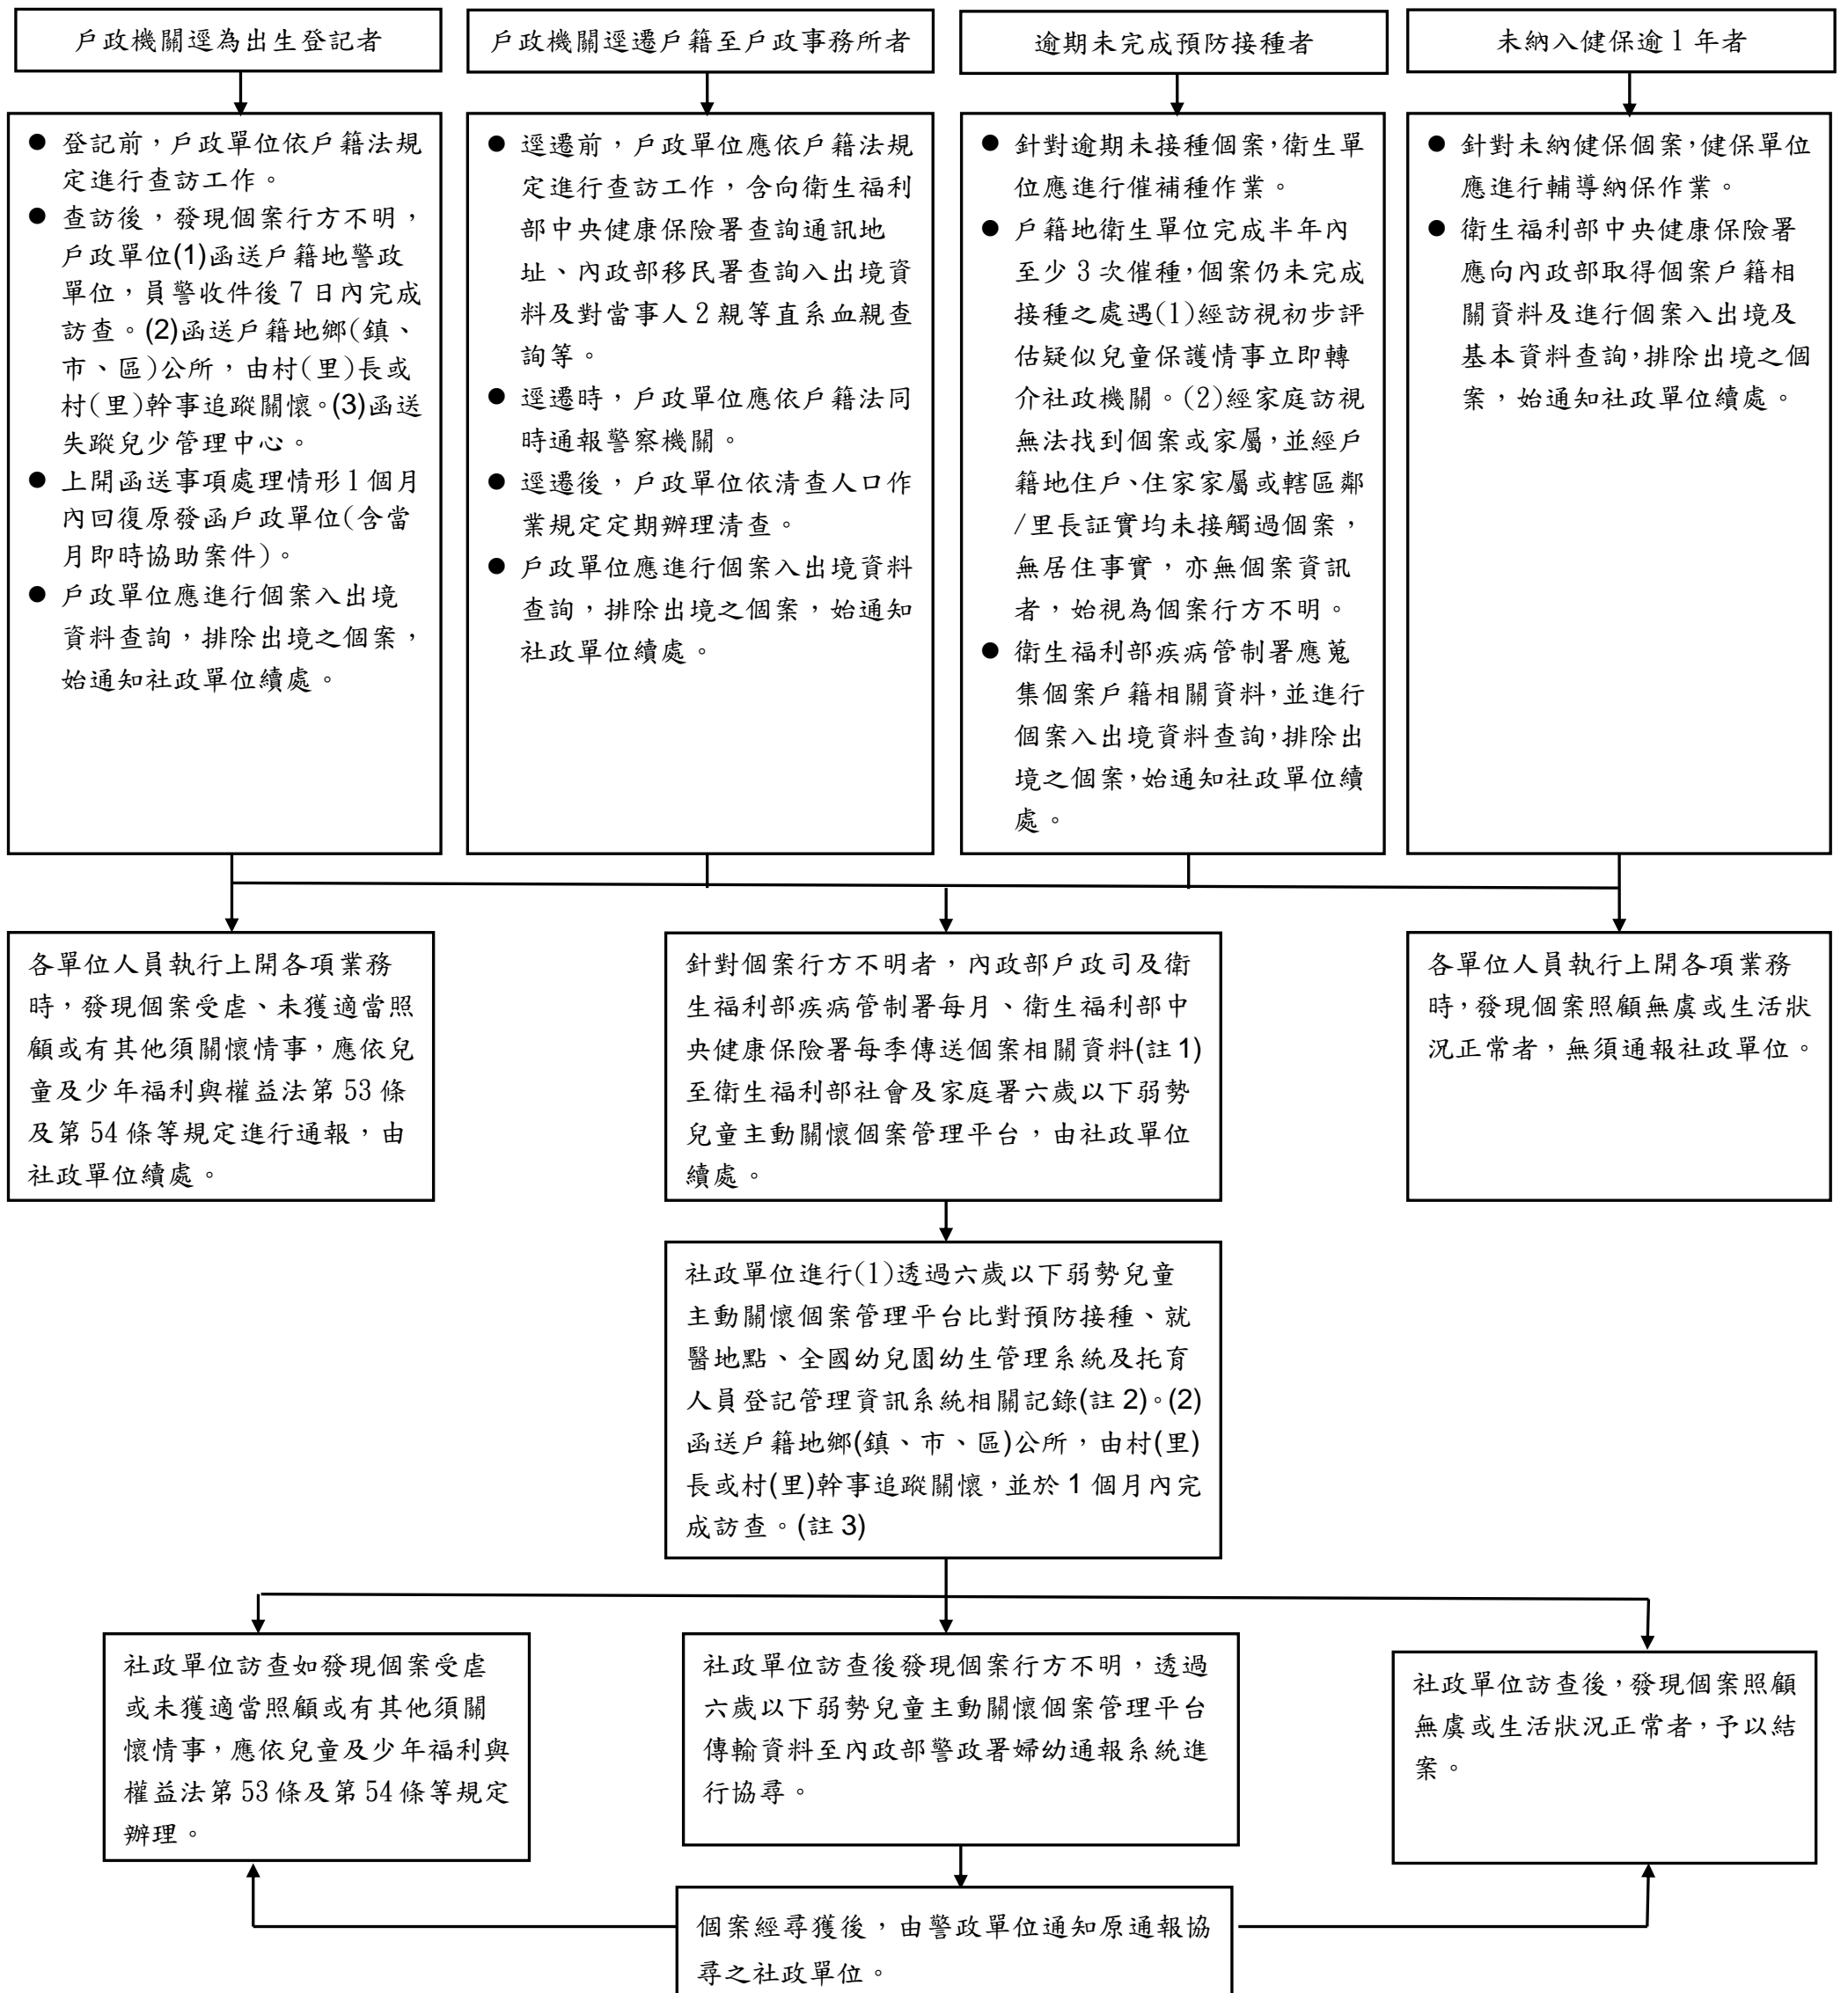 戶政機關逕為出生登記者
戶政機關逕遷戶籍至戶政事務所者
逾期未完成預防接種者
未納入健保逾1年者
● 登記前，戶政單位依戶籍法規
定進行查訪工作。
● 查訪後，發現個案行方不明，
戶政單位(1)函送戶籍地警政
單位，員警收件後7日內完成
訪查。(2)函送戶籍地鄉(鎮、
市、區)公所，由村(里)長或
村(里)幹事追蹤關懷。(3)函送
失蹤兒少管理中心。
● 上開函送事項處理情形1個月
內回復原發函戶政單位(含當
月即時協助案件)。
● 戶政單位應進行個案入出境
資料查詢，排除出境之個案，
始通知社政單位續處。
● 逕遷前，戶政單位應依戶籍法規
定進行查訪工作，含向衛生福利
部中央健康保險署查詢通訊地
址、內政部移民署查詢入出境資
料及對當事人2親等直系血親查
詢等。
● 逕遷時，戶政單位應依戶籍法同
時通報警察機關。
● 逕遷後，戶政單位依清查人口作
業規定定期辦理清查。
● 戶政單位應進行個案入出境資料
查詢，排除出境之個案，始通知
社政單位續處。
● 針對逾期未接種個案，衛生單
位應進行催補種作業。
● 戶籍地衛生單位完成半年內
至少3次催種，個案仍未完成
接種之處遇(1)經訪視初步評
估疑似兒童保護情事立即轉
介社政機關。(2)經家庭訪視
無法找到個案或家屬，並經戶
籍地住戶、住家家屬或轄區鄰
/里長証實均未接觸過個案，
無居住事實，亦無個案資訊
者，始視為個案行方不明。
● 衛生福利部疾病管制署應蒐
集個案戶籍相關資料，並進行
個案入出境資料查詢，排除出
境之個案，始通知社政單位續
處。
● 針對未納健保個案，健保單位
應進行輔導納保作業。
● 衛生福利部中央健康保險署
應向內政部取得個案戶籍相
關資料及進行個案入出境及
基本資料查詢，排除出境之個
案，始通知社政單位續處。
各單位人員執行上開各項業務
時，發現個案受虐、未獲適當照
顧或有其他須關懷情事，應依兒
童及少年福利與權益法第53條
及第54條等規定進行通報，由
社政單位續處。
針對個案行方不明者，內政部戶政司及衛
生福利部疾病管制署每月、衛生福利部中
央健康保險署每季傳送個案相關資料(註1)
至衛生福利部社會及家庭署六歲以下弱勢
兒童主動關懷個案管理平台，由社政單位
續處。
各單位人員執行上開各項業務
時，發現個案照顧無虞或生活狀
況正常者，無須通報社政單位。
社政單位進行(1)透過六歲以下弱勢兒童
主動關懷個案管理平台比對預防接種、就
醫地點、全國幼兒園幼生管理系統及托育
人員登記管理資訊系統相關記錄(註2)。(2)
函送戶籍地鄉(鎮、市、區)公所，由村(里)
長或村(里)幹事追蹤關懷，並於1個月內完
成訪查。(註3)
社政單位訪查如發現個案受虐
或未獲適當照顧或有其他須關
懷情事，應依兒童及少年福利與
權益法第53條及第54條等規定
辦理。
社政單位訪查後發現個案行方不明，透過
六歲以下弱勢兒童主動關懷個案管理平台
傳輸資料至內政部警政署婦幼通報系統進
行協尋。
社政單位訪查後，發現個案照顧
無虞或生活狀況正常者，予以結
案。
個案經尋獲後，由警政單位通知原通報協
尋之社政單位。